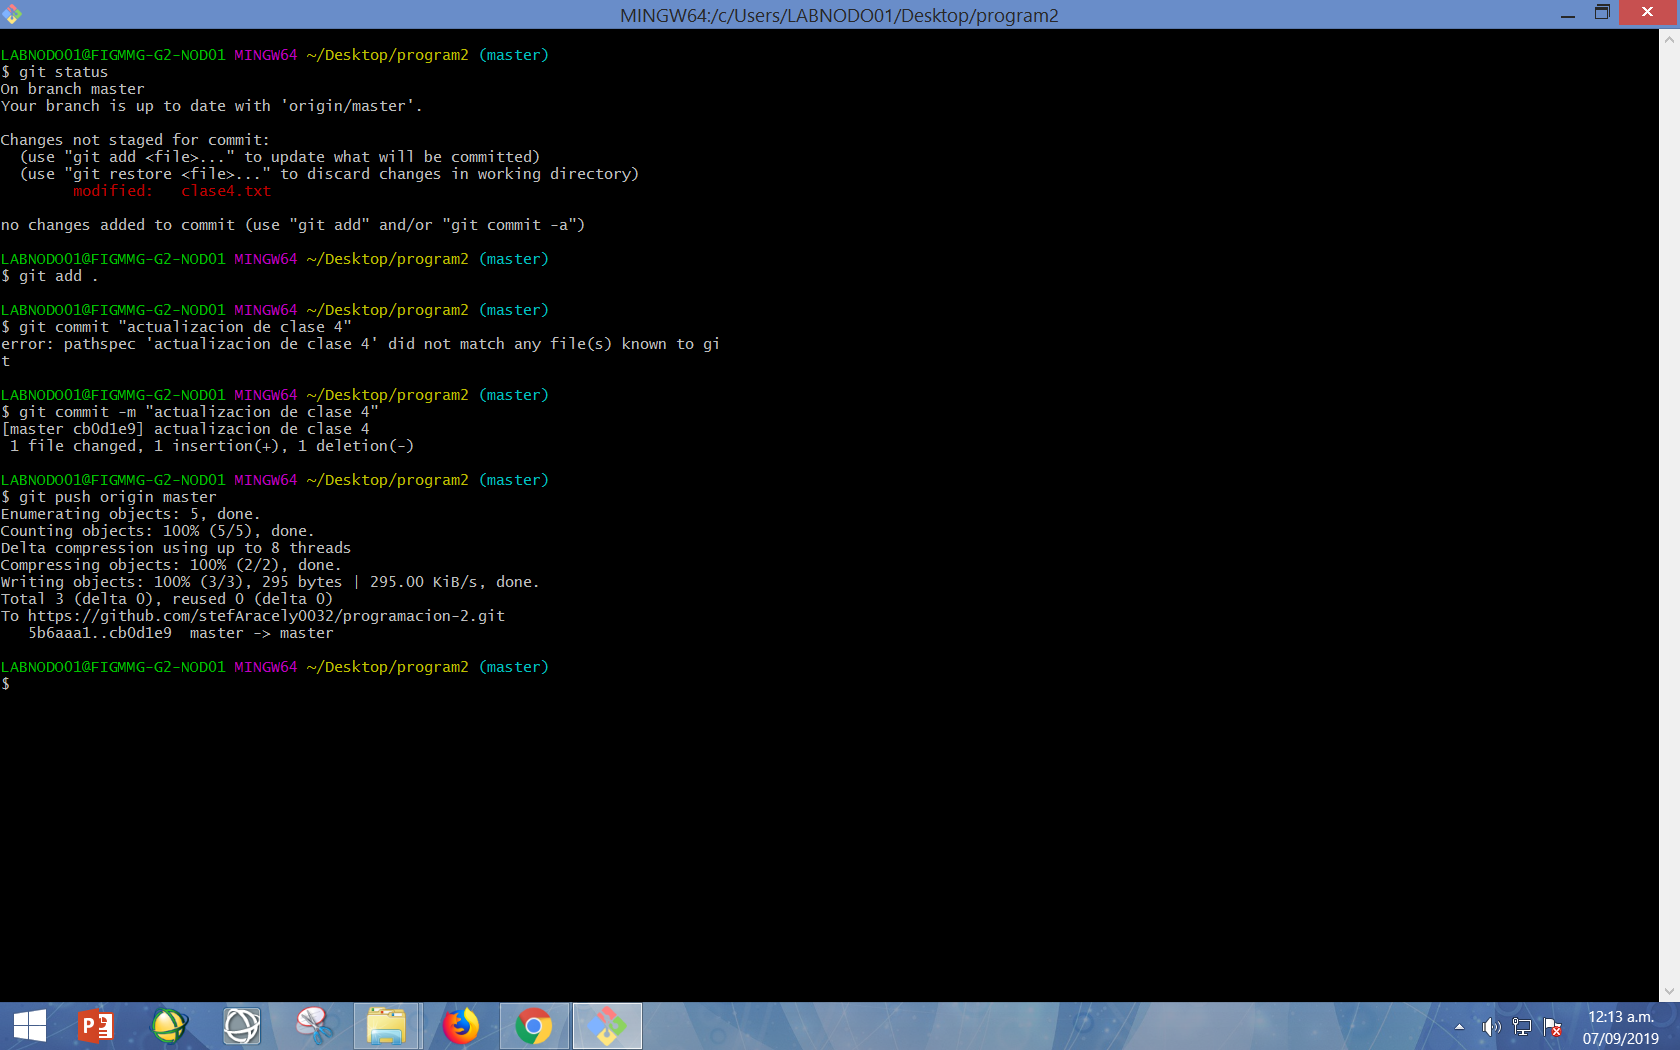 MINGW64:/c/Users/LABNODO01/Desktop/program2
LABNODO01@FIGMMG-G2-NOD01 MINGW64 ~/Desktop/program2 (master)
$ git status
On branch master
Your branch is up to date with 'origin/master'.
Changes not staged for commit:
  (use "git add <file>..." to update what will be committed)
  (use "git restore <file>..." to discard changes in working directory)
        modified:   clase4.txt
no changes added to commit (use "git add" and/or "git commit -a")
LABNODO01@FIGMMG-G2-NOD01 MINGW64 ~/Desktop/program2 (master)
$ git add .
LABNODO01@FIGMMG-G2-NOD01 MINGW64 ~/Desktop/program2 (master)
$ git commit "actualizacion de clase 4"
error: pathspec 'actualizacion de clase 4' did not match any file(s) known to gi
t
LABNODO01@FIGMMG-G2-NOD01 MINGW64 ~/Desktop/program2 (master)
$ git commit -m "actualizacion de clase 4"
[master cb0d1e9] actualizacion de clase 4
 1 file changed, 1 insertion(+), 1 deletion(-)
LABNODO01@FIGMMG-G2-NOD01 MINGW64 ~/Desktop/program2 (master)
$ git push origin master
Enumerating objects: 5, done.
Counting objects: 100% (5/5), done.
Delta compression using up to 8 threads
Compressing objects: 100% (2/2), done.
Writing objects: 100% (3/3), 295 bytes | 295.00 KiB/s, done.
Total 3 (delta 0), reused 0 (delta 0)
To https://github.com/stefAracely0032/programacion-2.git
   5b6aaa1..cb0d1e9  master -> master
LABNODO01@FIGMMG-G2-NOD01 MINGW64 ~/Desktop/program2 (master)
$
12:13 a.m.
07/09/2019